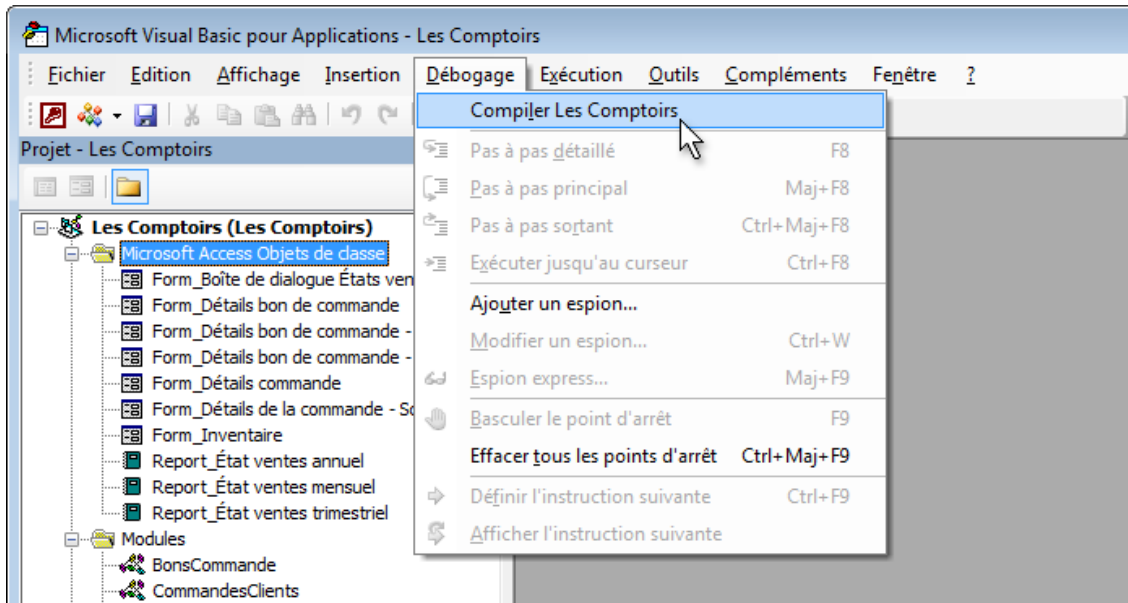 Microsoft Visual Basic pour Applications - Les Comptoirs
Fichier Edition Affichage Insertion Débogage Exécution Outils Compléments Fenêtre ?
Compiler Les Comptoirs
Projet - Les Comptoirs
Pas à pas détaillé F8
Pas à pas principal Maj+F8
Pas à pas sortant Ctrl+Maj+F8
Exécuter jusqu'au curseur Ctrl+F8
Ajouter un espion...
Modifier un espion... Ctrl+W
Espion express... Maj+F9
Basculer le point d'arrêt F9
Effacer tous les points d'arrêt Ctrl+Maj+F9
Définir l'instruction suivante Ctrl+F9
Afficher l'instruction suivante
Les Comptoirs (Les Comptoirs)
Microsoft Access Objets de classe
Form_Boîte de dialogue États ven
Form_Détails bon de commande
Form_Détails bon de commande -
Form_Détails bon de commande -
Form_Détails commande
Form_Détails de la commande - So
Form_Inventaire
Report_État ventes annuel
Report_État ventes mensuel
Report_État ventes trimestriel
Modules
BonsCommande
CommandesClients